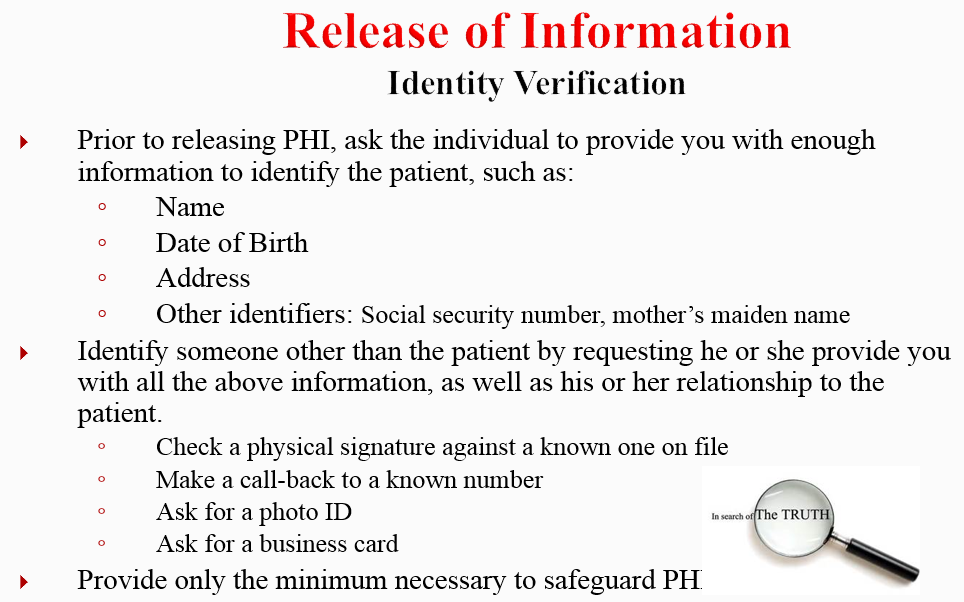 Release of Information
Identity Verification
Prior to releasing PHI, ask the individual to provide you with enough
information to identify the patient, such as:
Name
Date of Birth
Address
Other identifiers: Social security number, mother's maiden name
Identify someone other than the patient by requesting he or she provide you
with all the above information, as well as his or her relationship to the
patient.
Check a physical signature against a known one on file
Make a call-back to a known number
Ask for a photo ID
Ask for a business card
In search of The TRUTH
Provide only the minimum necessary to safeguard PHI